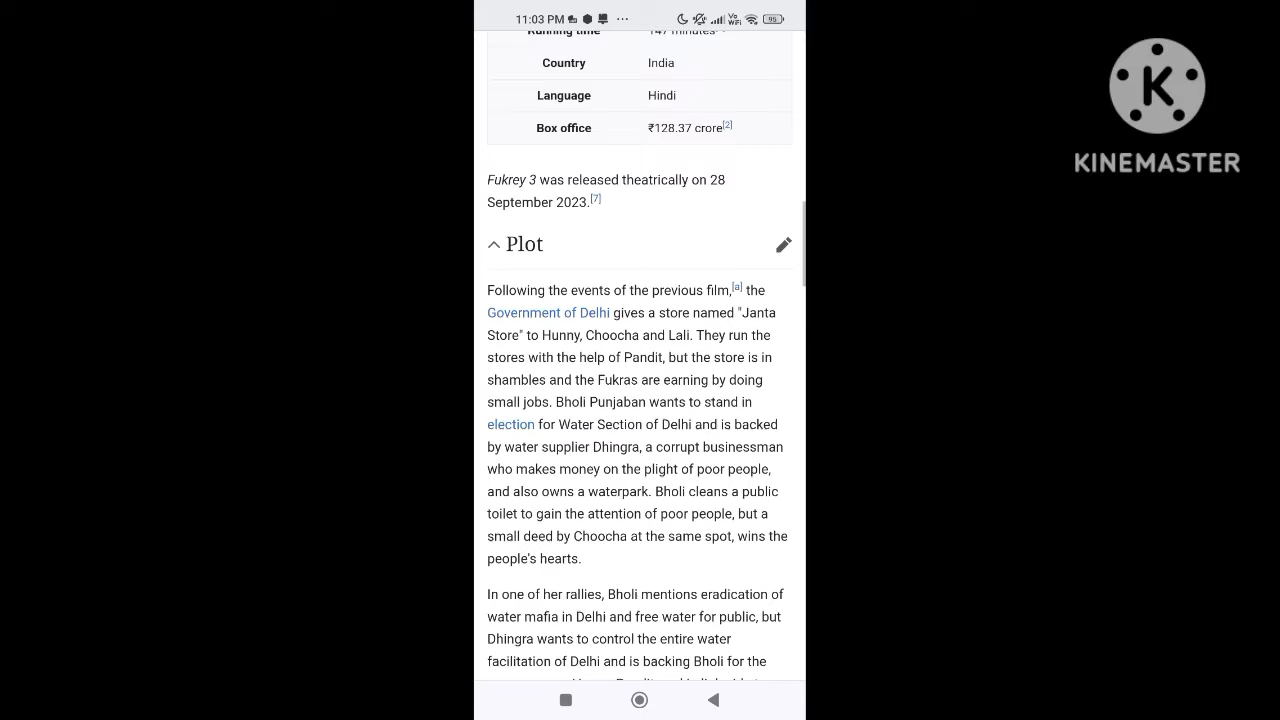 11:03 PM
Vo
WiFi
95
Running time 147 minutes
Country India
Language Hindi
Box office ₹128.37 crore[2]
Fukrey 3 was released theatrically on 28
September 2023.[7]
Plot
Following the events of the previous film,[a] the
Government of Delhi gives a store named "Janta
Store" to Hunny, Choocha and Lali. They run the
stores with the help of Pandit, but the store is in
shambles and the Fukras are earning by doing
small jobs. Bholi Punjaban wants to stand in
election for Water Section of Delhi and is backed
by water supplier Dhingra, a corrupt businessman
who makes money on the plight of poor people,
and also owns a waterpark. Bholi cleans a public
toilet to gain the attention of poor people, but a
small deed by Choocha at the same spot, wins the
people's hearts.
In one of her rallies, Bholi mentions eradication of
water mafia in Delhi and free water for public, but
Dhingra wants to control the entire water
facilitation of Delhi and is backing Bholi for the
K
KINEMASTER